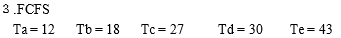 3 .FCFS
Ta = 12 Tb = 18 Tc = 27 Td = 30 Te = 43